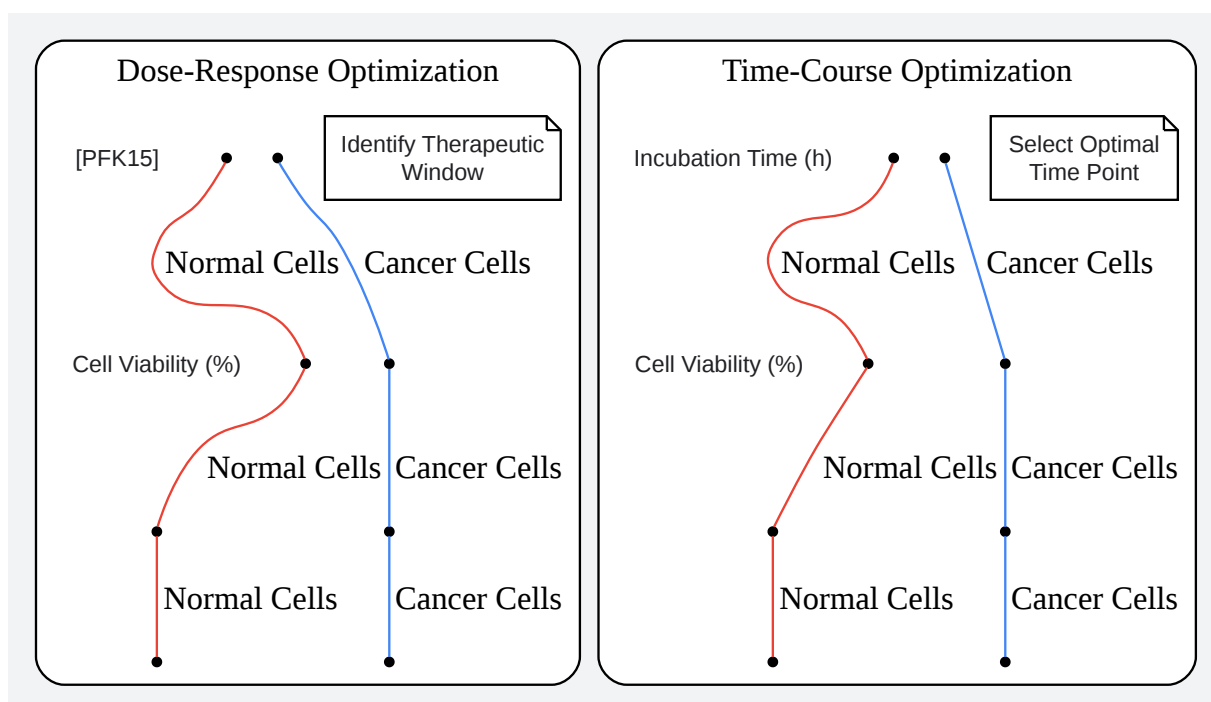 Dose-Response Optimization
Identify Therapeutic
Window
[PFK15]
Normal Cells
Cancer Cells
Cell Viability (%)
Normal Cells
Cancer Cells
Normal Cells
Cancer Cells
Time-Course Optimization
Select Optimal
Time Point
Incubation Time (h)
Normal Cells
Cancer Cells
Cell Viability (%)
Normal Cells
Cancer Cells
Normal Cells
Cancer Cells